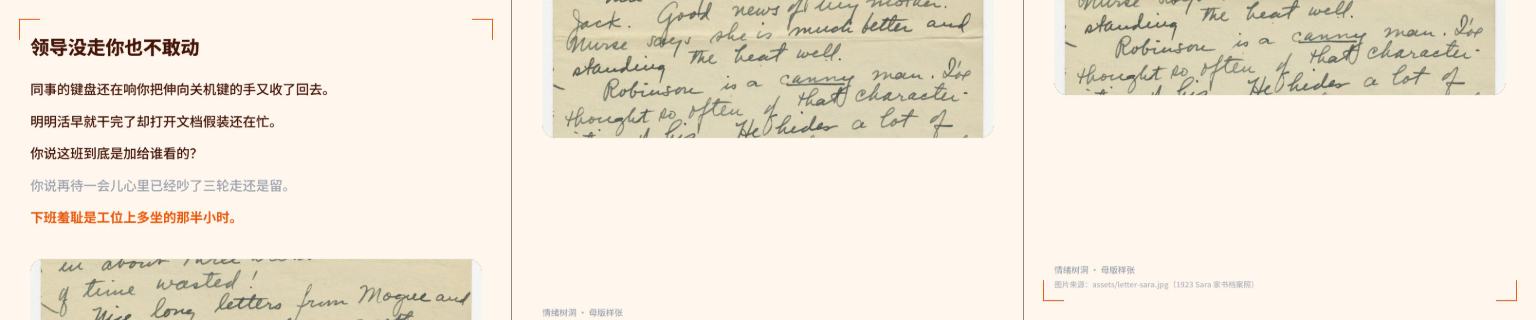 领导没走你也不敢动
同事的键盘还在响你把伸向关机键的手又收了回去。
明明活早就干完了却打开文档假装还在忙。
你说这班到底是加给谁看的？
你说再待一会儿心里已经吵了三轮走还是留。
下班羞耻是工位上多坐的那半小时。
in about three
of time wasted!
Nice long letters from Mogue and
Jack. Good news of my mother.
Nurse says she is much better and
standing the heat well.
Robinson is a canny man. I've
thought so often of that character-
He hides a lot of
情绪树洞 · 母版样张
standing the heat well.
Robinson is a canny man. I've
thought so often of that character-
He hides a lot of
情绪树洞 · 母版样张
图片来源：assets/letter-sara.jpg（1923 Sara 家书档案照）